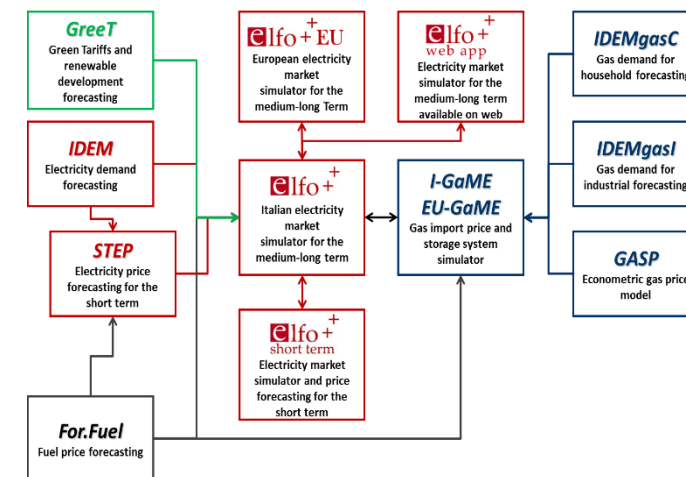 GreeT
Green Tariffs and
renewable
development
forecasting
elfo++ EU
European electricity
market
simulator for the
medium-long Term
elfo++
web app
Electricity market
simulator for the
medium-long term
available on web
IDEMgasC
Gas demand for
household forecasting
IDEM
Electricity demand
forecasting
elfo++
Italian electricity
market
simulator for the
medium-long term
I-GaME
EU-GaME
Gas import price and
storage system
simulator
IDEMgasI
Gas demand for
industrial forecasting
STEP
Electricity price
forecasting for the
short term
GASP
Econometric gas price
model
elfo++
short term
Electricity market
simulator and price
forecasting for the
short term
For.Fuel
Fuel price forecasting